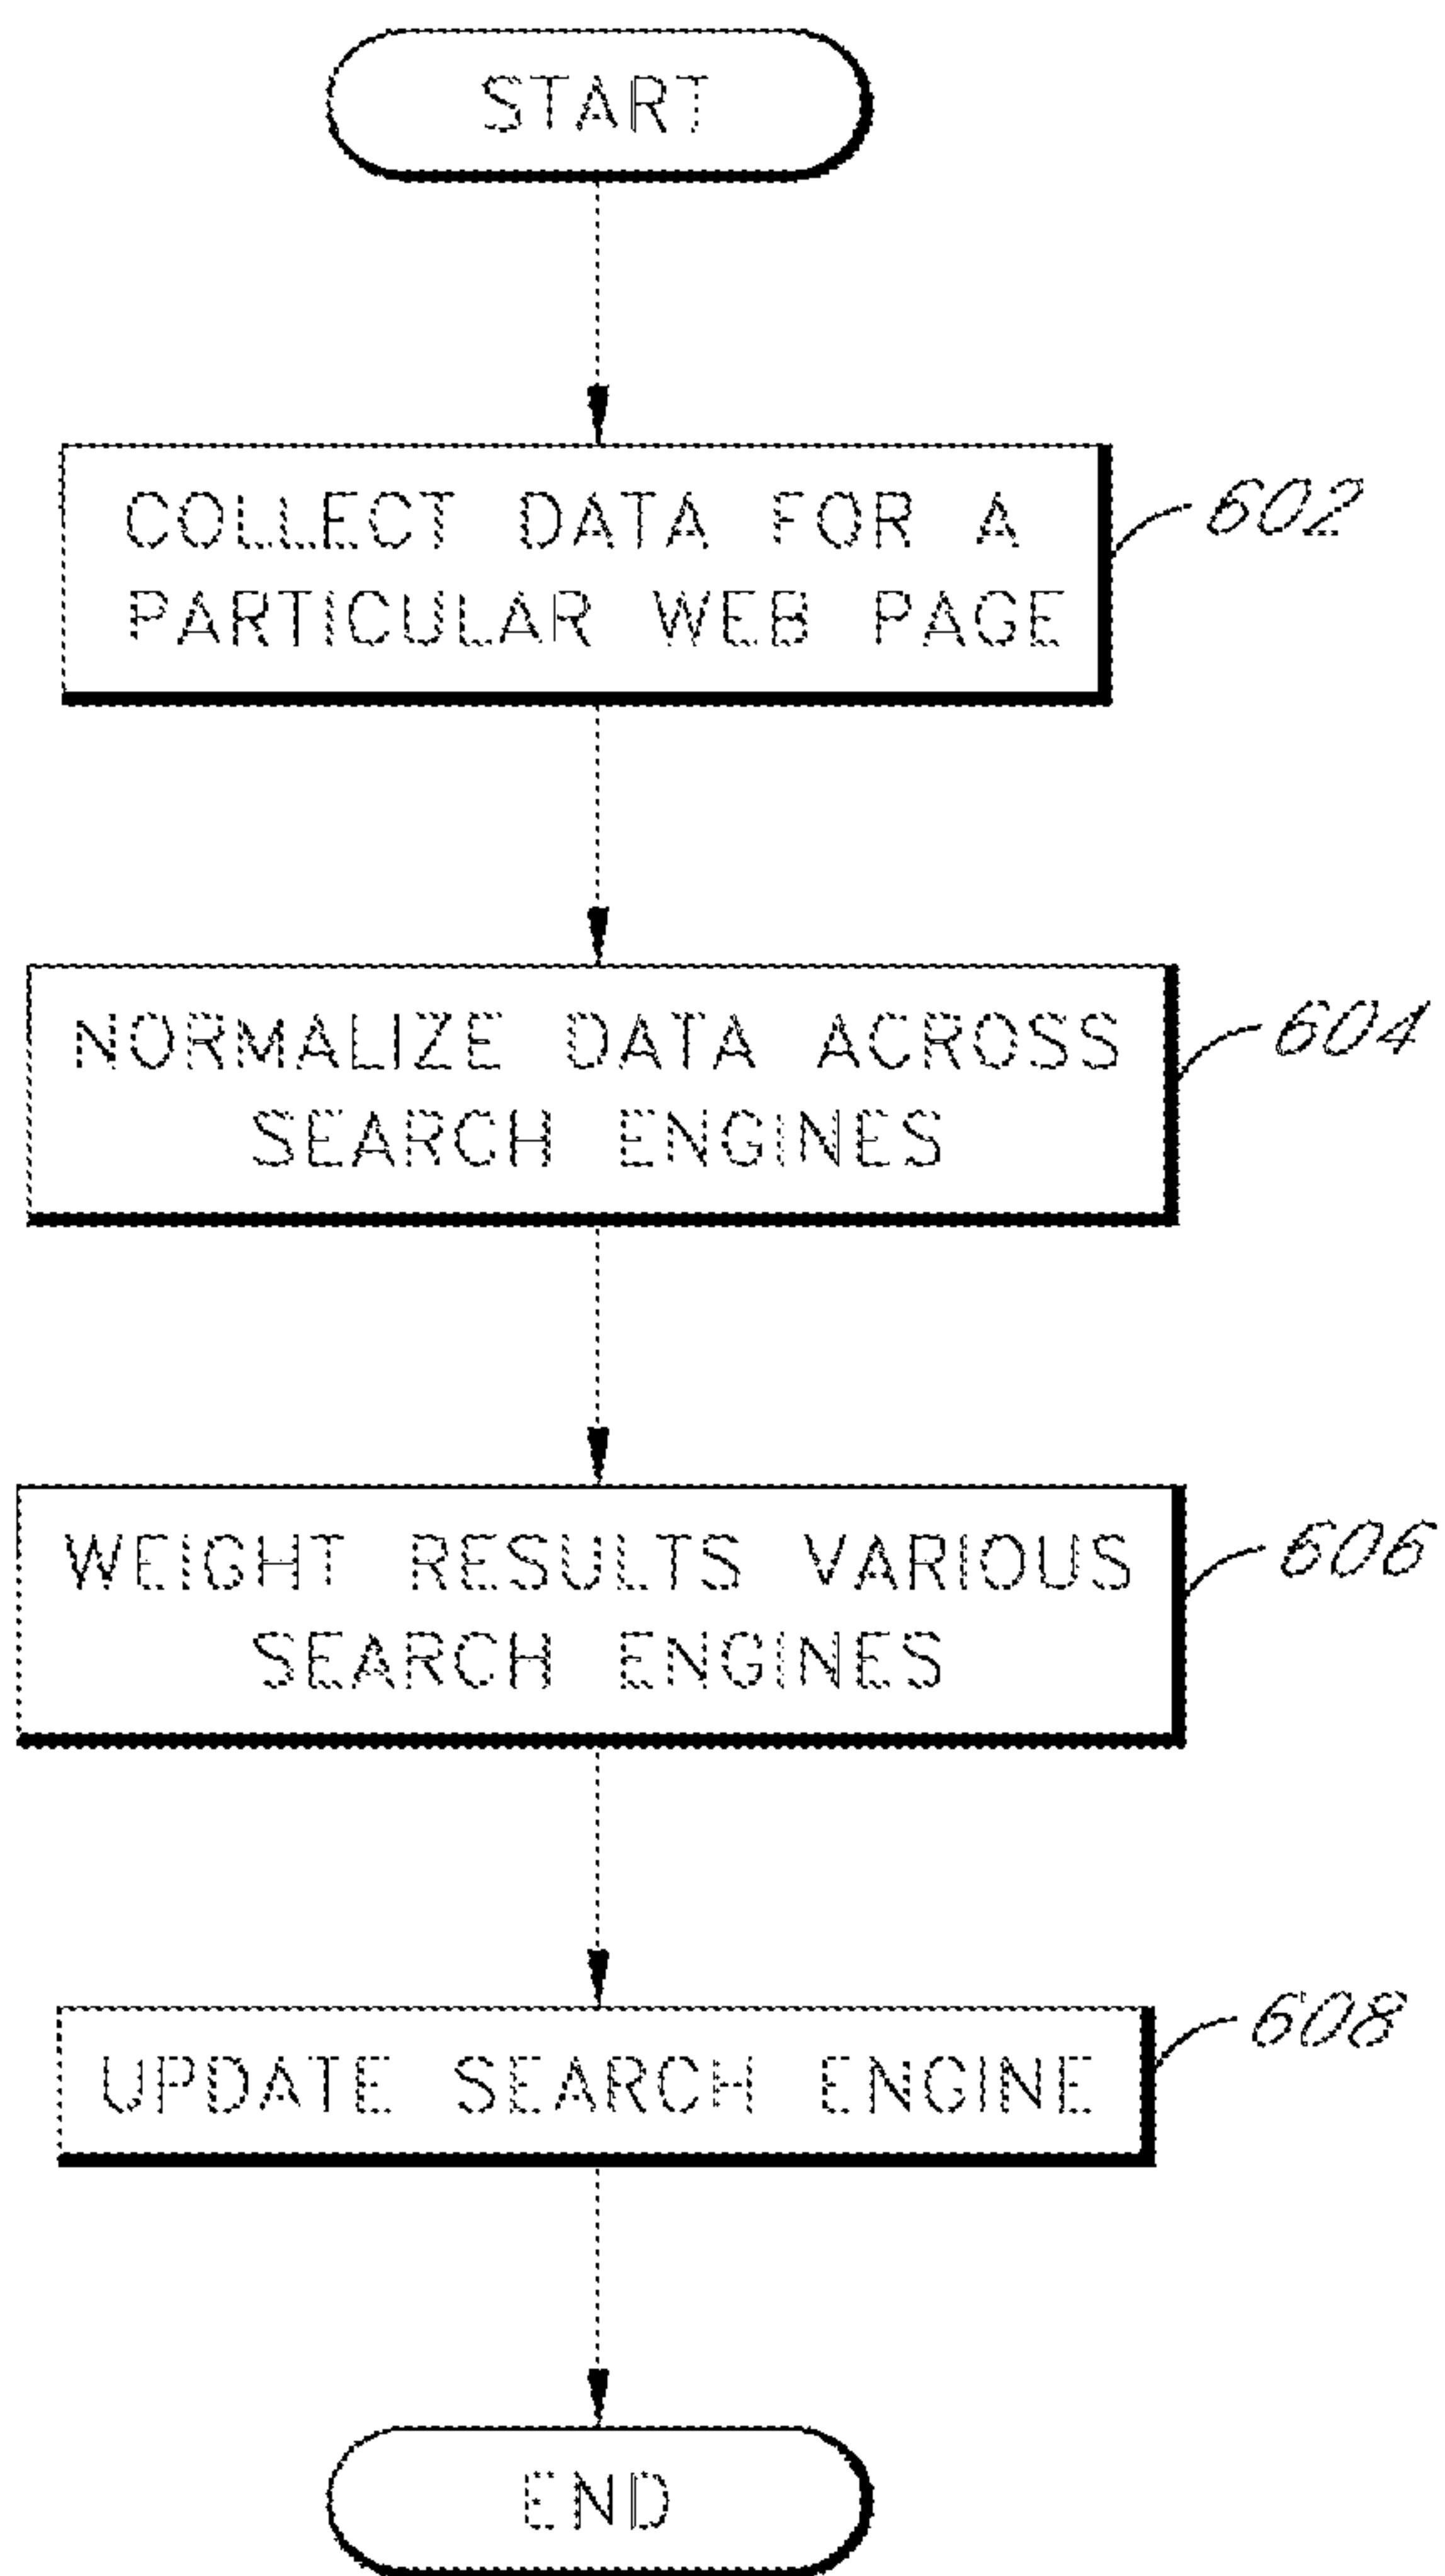 START
COLLECT DATA FOR A
PARTICULAR WEB PAGE
602
NORMALIZE DATA ACROSS
SEARCH ENGINES
604
WEIGHT RESULTS VARIOUS
SEARCH ENGINES
606
UPDATE SEARCH ENGINE
608
END